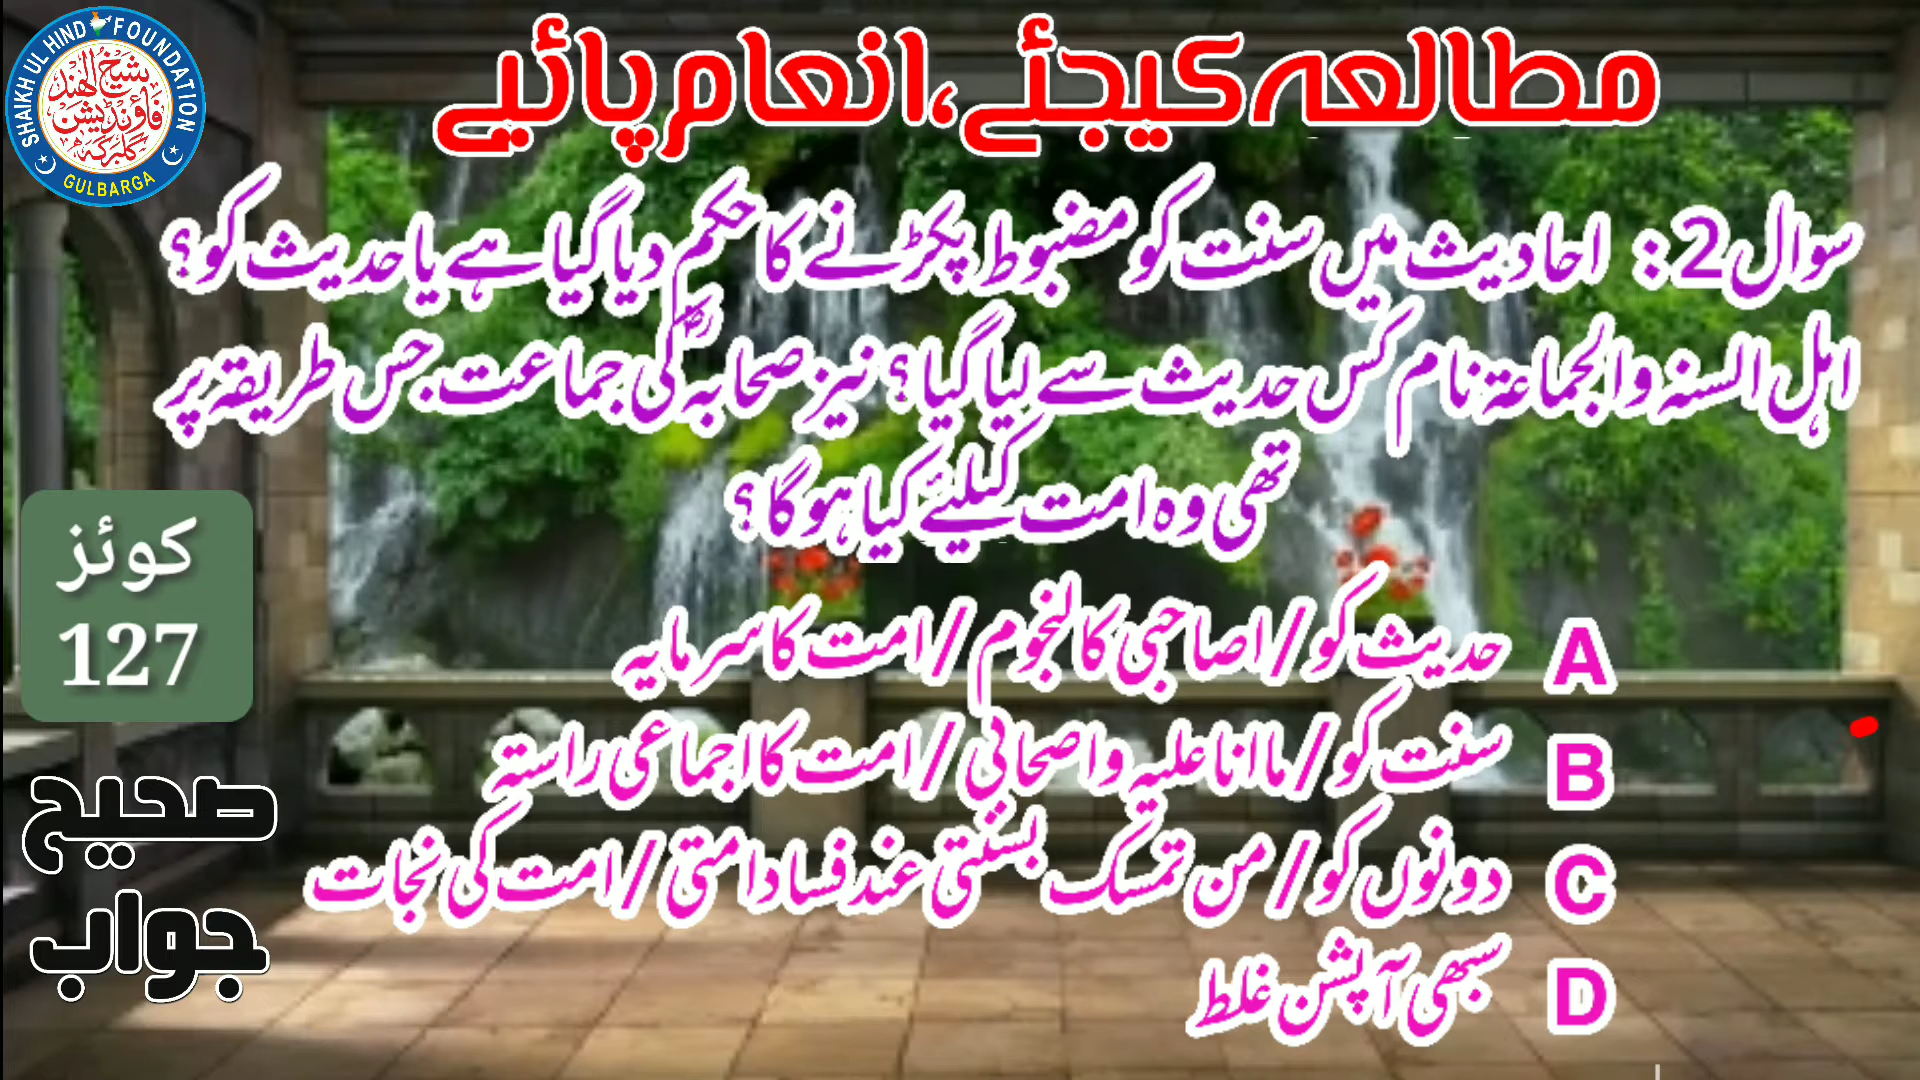 SHAIKH UL HIND FOUNDATION
شیخ الہند
فاؤنڈیشن
گلبرگہ
GULBARGA
مطالعہ کیجئے، انعام پائیے
سوال 2 : احادیث میں سنت کو مضبوط پکڑنے کا حکم دیا گیا ہے یا حدیث کو؟
اہل السنہ والجماعۃ نام کس حدیث سے لیا گیا؟ نیز صحابہؓ کی جماعت جس طریقہ پر
تھی وہ امت کیلئے کیا ہوگا؟
کوئز
127
A حدیث کو / اصاحبی کالنجوم / امت کا سرمایہ
B سنت کو / ما انا علیہ واصحابی / امت کا اجماعی راستہ
C دونوں کو / من تمسک بسنتی عند فساد امتی / امت کی نجات
D سبھی آپشن غلط
صحیح
جواب